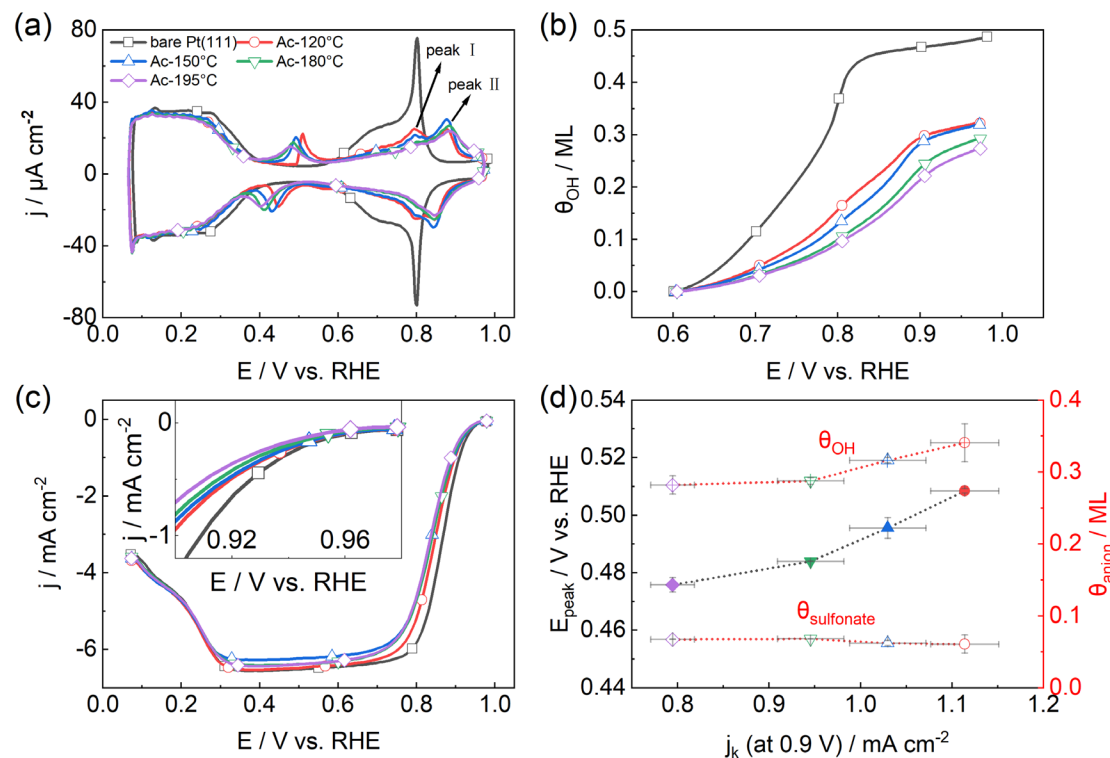 (a)
bare Pt(111)
Ac-120°C
Ac-150°C
Ac-180°C
Ac-195°C
peak Ⅰ
peak Ⅱ
80
40
0
-40
-80
j / µA cm⁻²
0.0 0.2 0.4 0.6 0.8 1.0
E / V vs. RHE
(b)
0.5
0.4
0.3
0.2
0.1
0.0
θOH / ML
0.5 0.6 0.7 0.8 0.9 1.0
E / V vs. RHE
(c)
0
-2
-4
-6
j / mA cm⁻²
0
-1
j / mA cm⁻²
0.92 0.96
E / V vs. RHE
0.0 0.2 0.4 0.6 0.8 1.0
E / V vs. RHE
(d)
0.54
0.52
0.50
0.48
0.46
0.44
Epeak / V vs. RHE
θOH
θsulfonate
0.4
0.3
0.2
0.1
0.0
θanion / ML
0.8 0.9 1.0 1.1 1.2
jk (at 0.9 V) / mA cm⁻²